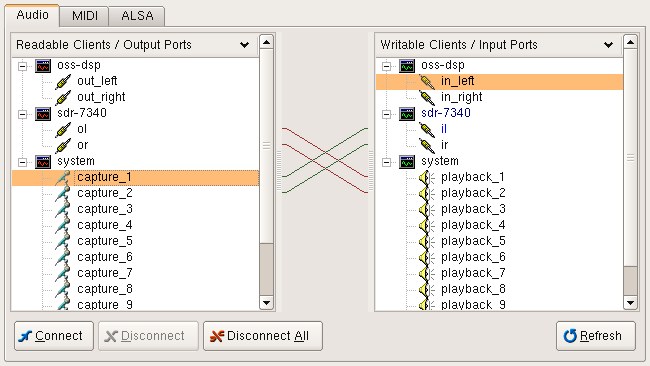 Audio MIDI ALSA
Readable Clients / Output Ports
oss-dsp
out_left
out_right
sdr-7340
ol
or
system
capture_1
capture_2
capture_3
capture_4
capture_5
capture_6
capture_7
capture_8
capture_9
Writable Clients / Input Ports
oss-dsp
in_left
in_right
sdr-7340
il
ir
system
playback_1
playback_2
playback_3
playback_4
playback_5
playback_6
playback_7
playback_8
playback_9
Connect Disconnect Disconnect All Refresh